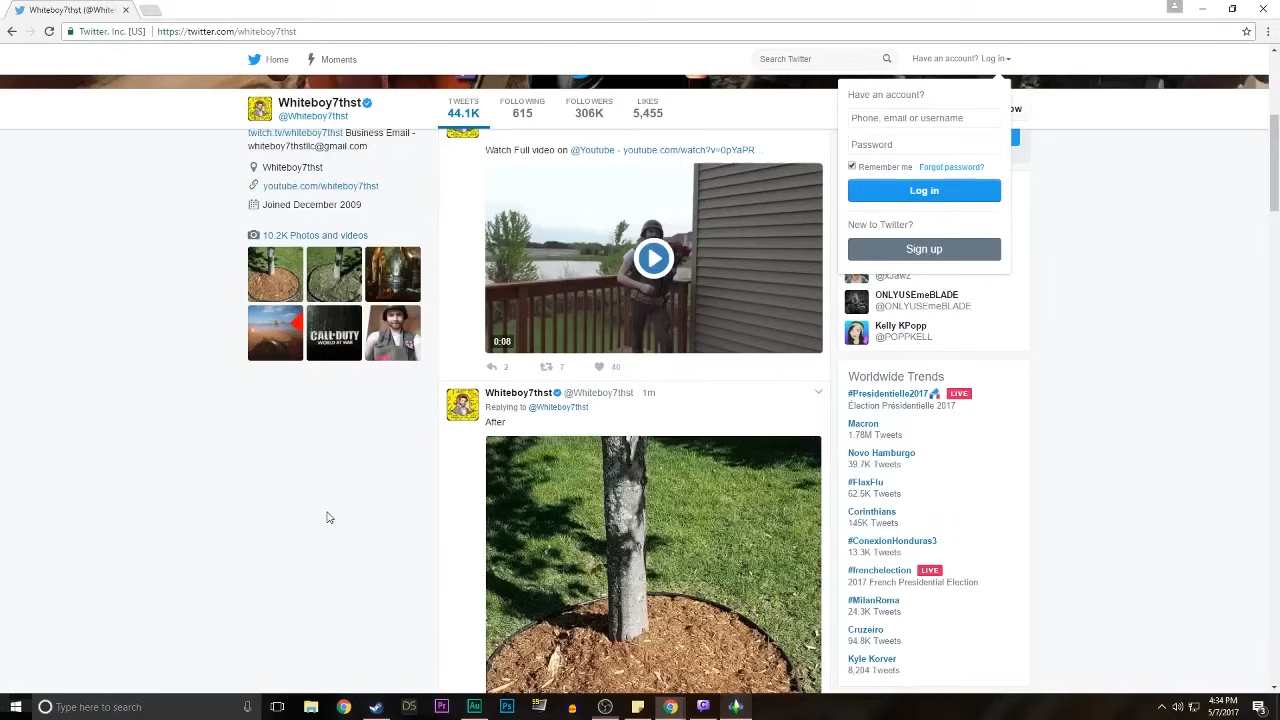 Whiteboy7thst (@White
Twitter, Inc. [US]
https://twitter.com/whiteboy7thst
Home
Moments
Search Twitter
Have an account? Log in
Whiteboy7thst
@Whiteboy7thst
TWEETS
44.1K
FOLLOWING
615
FOLLOWERS
306K
LIKES
5,455
twitch.tv/whiteboy7thst Business Email -
whiteboy7thstllc@gmail.com
Whiteboy7thst
youtube.com/whiteboy7thst
Joined December 2009
10.2K Photos and videos
CALL·DUTY
WORLD AT WAR
Watch Full video on @Youtube - youtube.com/watch?v=0pYaPR…
0:08
2
7
40
Whiteboy7thst @Whiteboy7thst · 1m
Replying to @Whiteboy7thst
After
Have an account?
Phone, email or username
Password
Remember me · Forgot password?
Log in
New to Twitter?
Sign up
@xJawz
ONLYUSEmeBLADE
@ONLYUSEmeBLADE
Kelly KPopp
@POPPKELL
Worldwide Trends
#Presidentielle2017 LIVE
Élection Présidentielle 2017
Macron
1.78M Tweets
Novo Hamburgo
39.7K Tweets
#FlaxFlu
62.5K Tweets
Corinthians
145K Tweets
#ConexionHonduras3
13.3K Tweets
#frenchelection LIVE
2017 French Presidential Election
#MilanRoma
24.3K Tweets
Cruzeiro
94.8K Tweets
Kyle Korver
8,204 Tweets
Type here to search
DS
Pr
Au
Ps
4:34 PM
5/7/2017